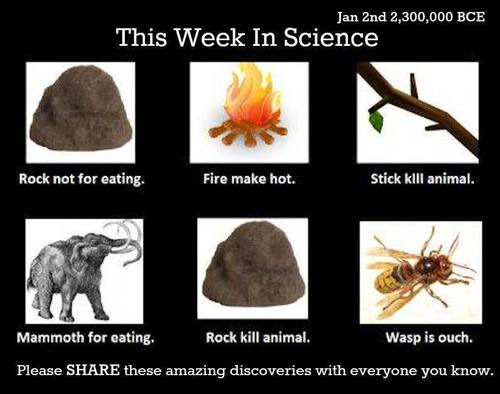 Jan 2nd 2,300,000 BCE
This Week In Science
Rock not for eating.
Fire make hot.
Stick kIll animal.
Mammoth for eating.
Rock kill animal.
Wasp is ouch.
Please SHARE these amazing discoveries with everyone you know.